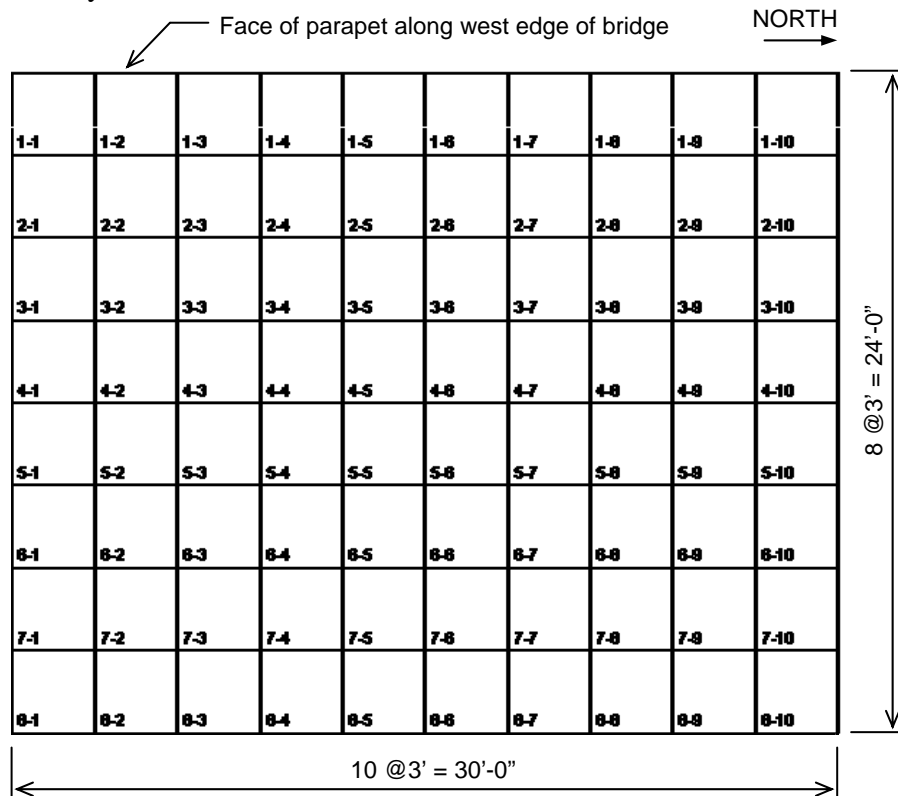 Face of parapet along west edge of bridge
NORTH
1-1 1-2 1-3 1-4 1-5 1-6 1-7 1-8 1-9 1-10
2-1 2-2 2-3 2-4 2-5 2-6 2-7 2-8 2-9 2-10
3-1 3-2 3-3 3-4 3-5 3-6 3-7 3-8 3-9 3-10
4-1 4-2 4-3 4-4 4-5 4-6 4-7 4-8 4-9 4-10
5-1 5-2 5-3 5-4 5-5 5-6 5-7 5-8 5-9 5-10
6-1 6-2 6-3 6-4 6-5 6-6 6-7 6-8 6-9 6-10
7-1 7-2 7-3 7-4 7-5 7-6 7-7 7-8 7-9 7-10
8-1 8-2 8-3 8-4 8-5 8-6 8-7 8-8 8-9 8-10
8 @3' = 24'-0”
10 @3' = 30'-0”